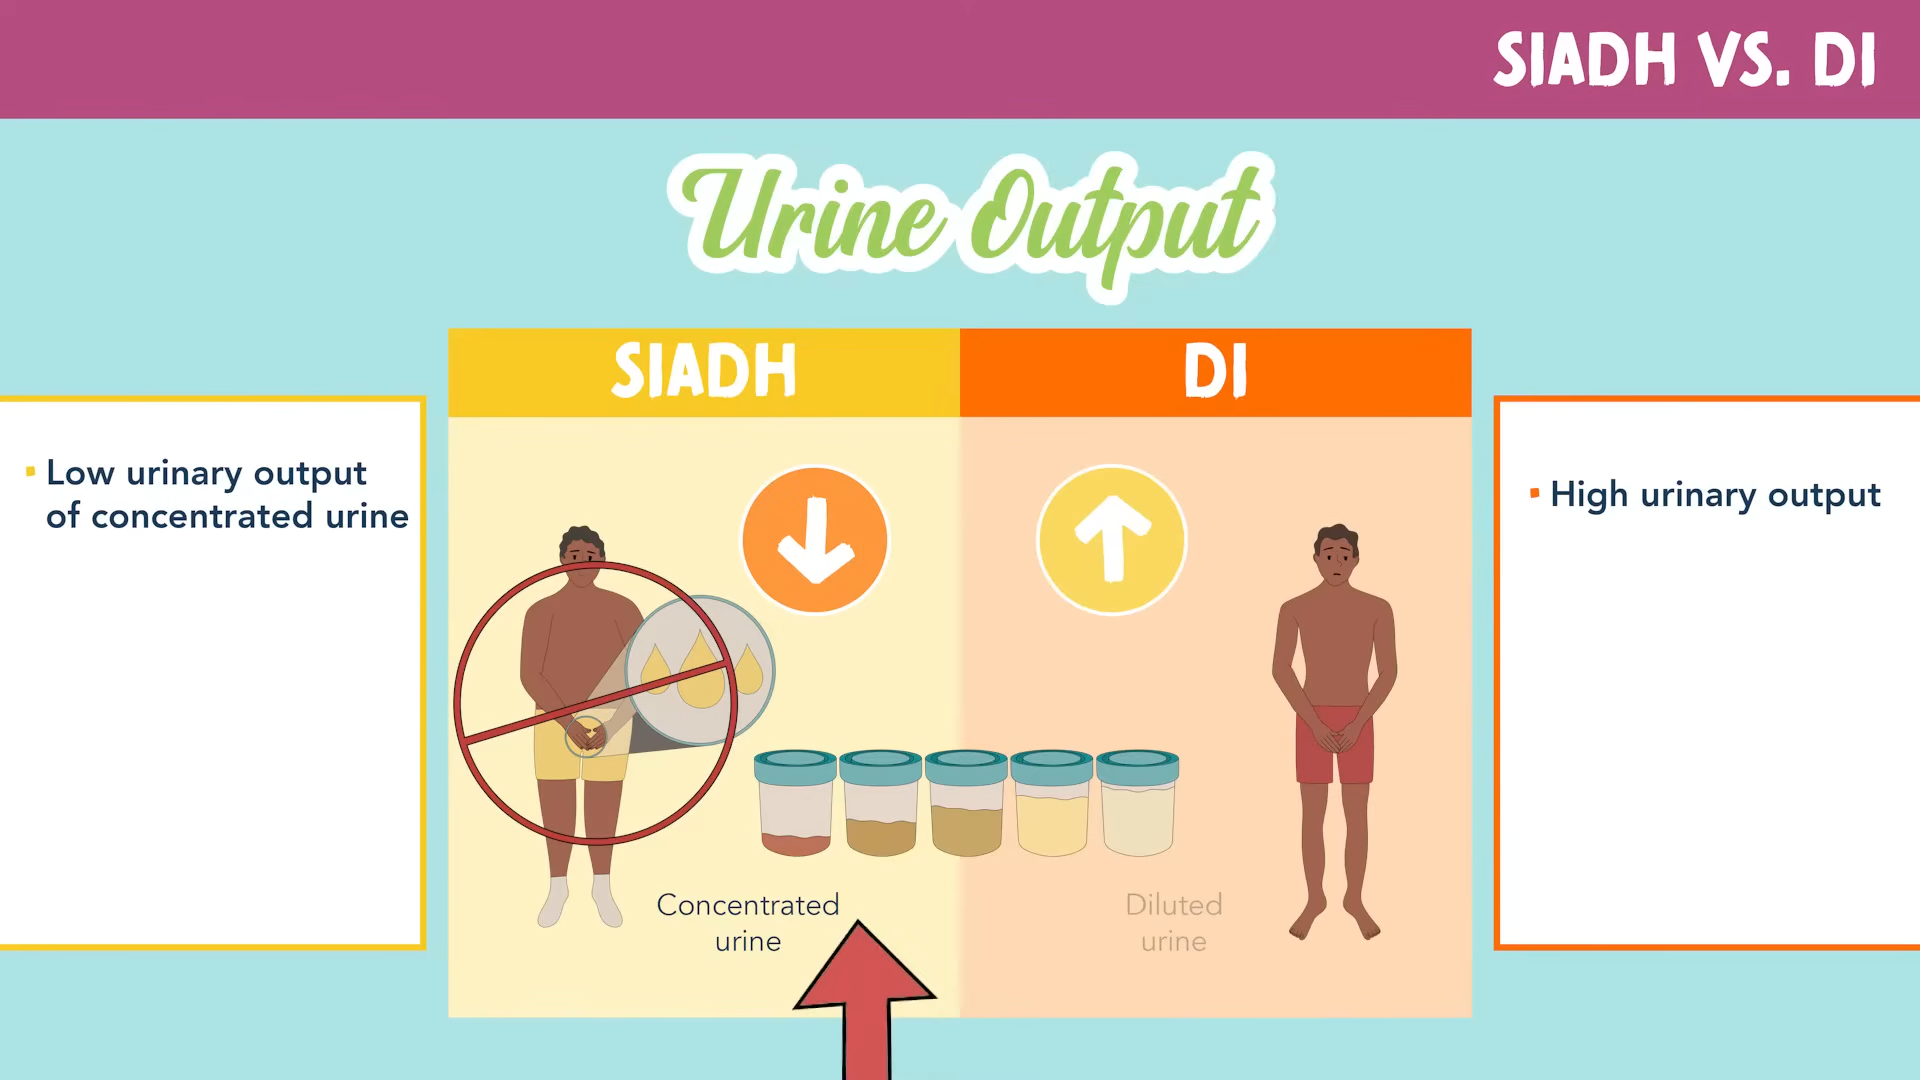 SIADH VS. DI
Urine Output
SIADH
DI
▪ Low urinary output
of concentrated urine
▪ High urinary output
Concentrated
urine
Diluted
urine